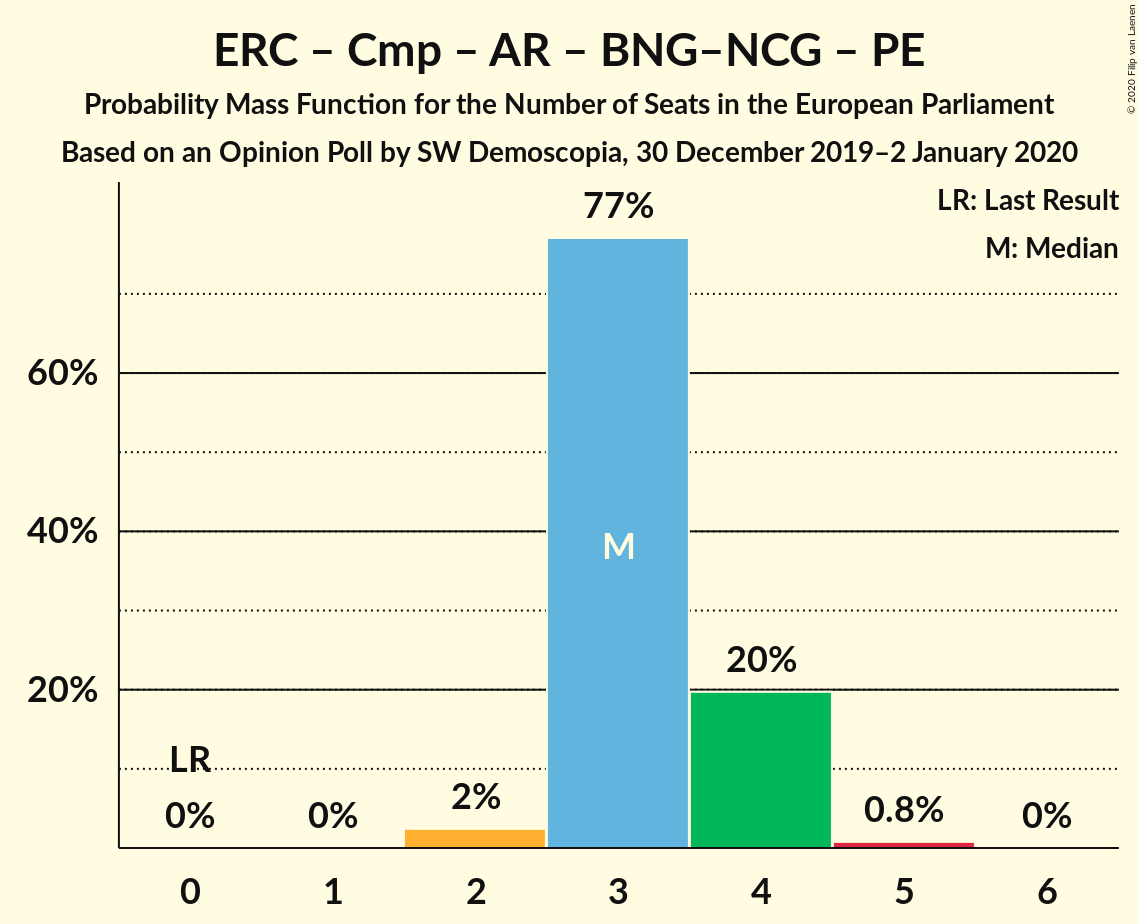 ERC – Cmp – AR – BNG–NCG – PE
Probability Mass Function for the Number of Seats in the European Parliament
Based on an Opinion Poll by SW Demoscopia, 30 December 2019–2 January 2020
© 2020 Filip van Laenen
LR: Last Result
M: Median
77%
60%
40%
M
20%
20%
LR
0%
0%
2%
0.8%
0%
0 1 2 3 4 5 6